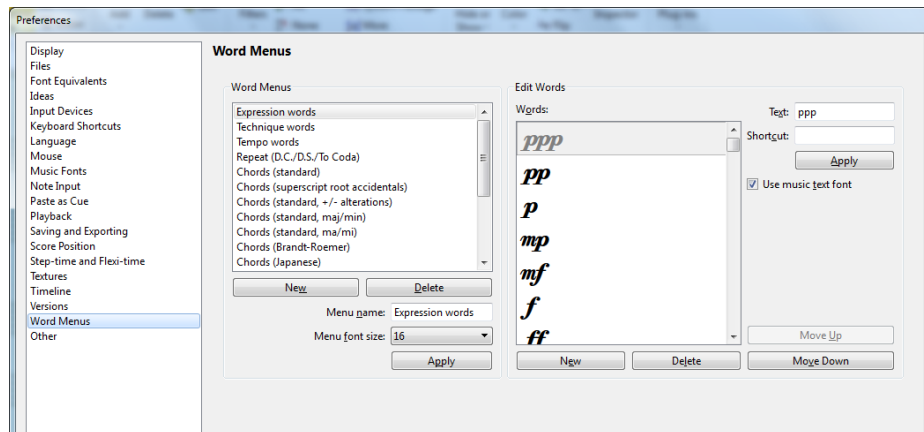 Preferences
Display
Files
Font Equivalents
Ideas
Input Devices
Keyboard Shortcuts
Language
Mouse
Music Fonts
Note Input
Paste as Cue
Playback
Saving and Exporting
Score Position
Step-time and Flexi-time
Textures
Timeline
Versions
Word Menus
Other
Word Menus
Word Menus
Expression words
Technique words
Tempo words
Repeat (D.C./D.S./To Coda)
Chords (standard)
Chords (superscript root accidentals)
Chords (standard, +/- alterations)
Chords (standard, maj/min)
Chords (standard, ma/mi)
Chords (Brandt-Roemer)
Chords (Japanese)
New
Delete
Menu name: Expression words
Menu font size: 16
Apply
Edit Words
Words:
ppp
pp
p
mp
mf
f
ff
New
Delete
Text: ppp
Shortcut:
Apply
Use music text font
Move Up
Move Down